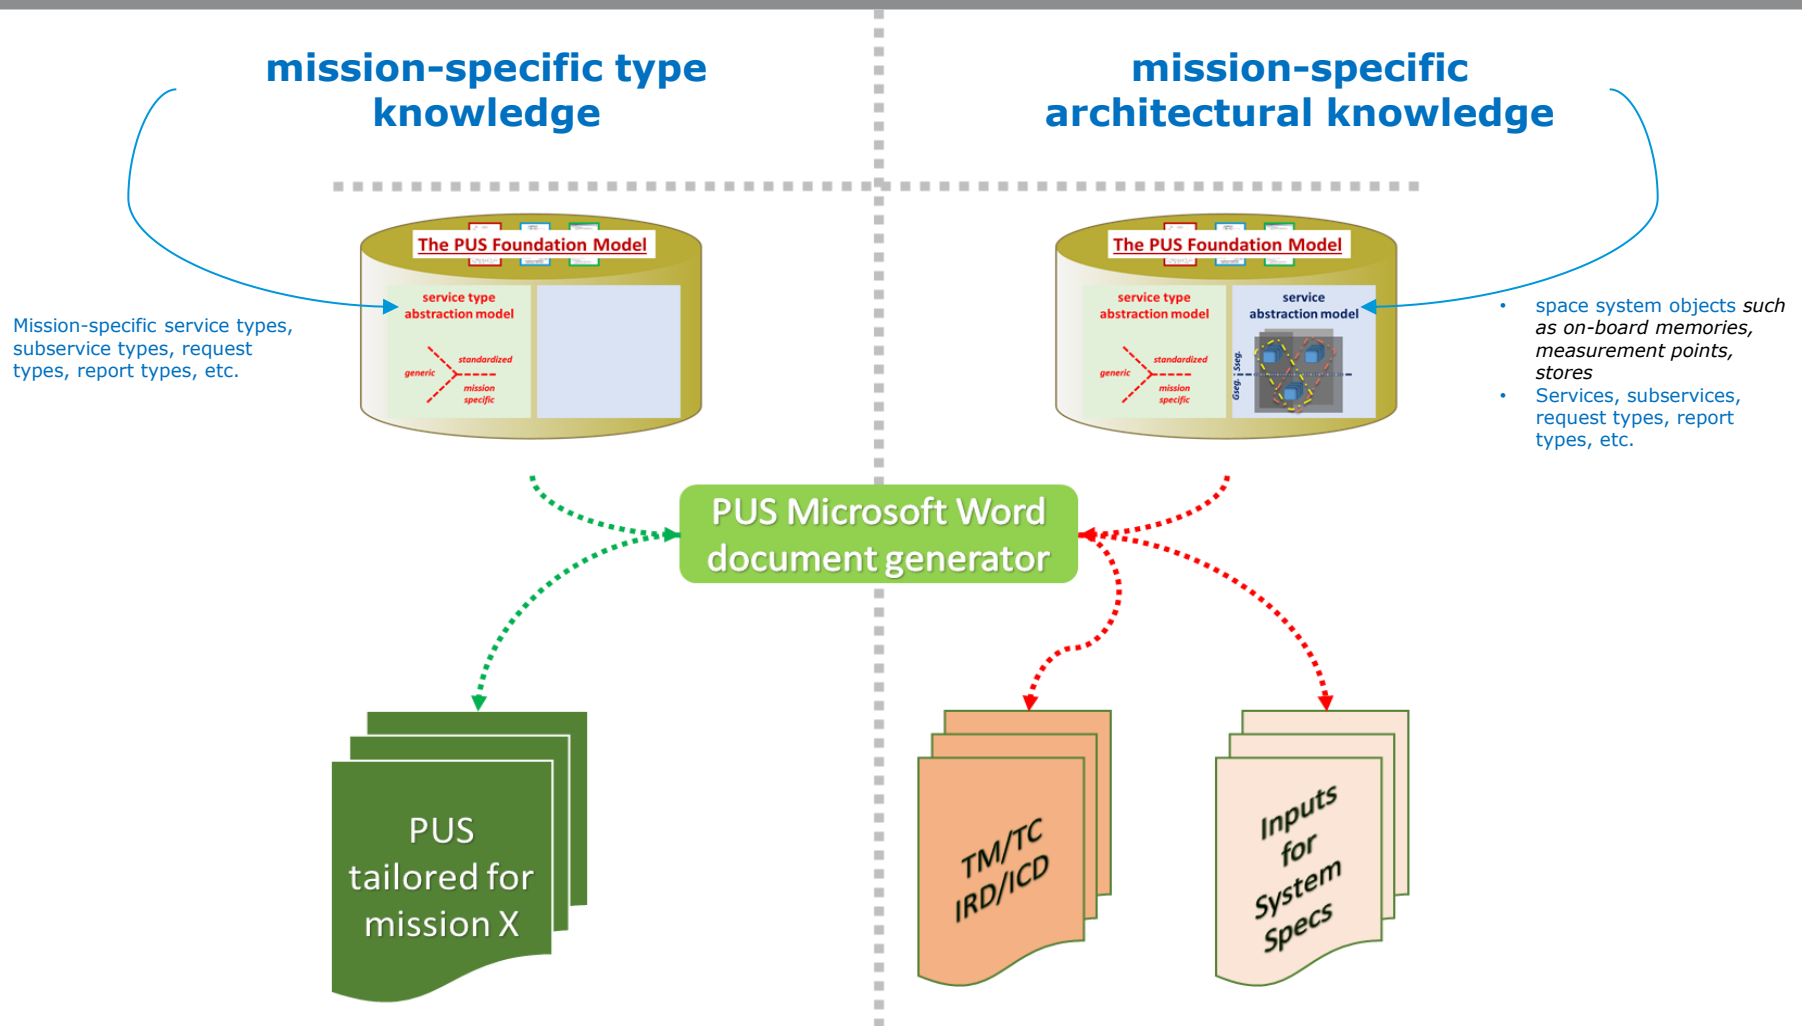 mission-specific type
knowledge
mission-specific
architectural knowledge
The PUS Foundation Model
service type
abstraction model
generic
standardized
mission
specific
Mission-specific service types,
subservice types, request
types, report types, etc.
The PUS Foundation Model
service type
abstraction model
generic
standardized
mission
specific
service
abstraction model
Sseg.
Gseg.
• space system objects such
as on-board memories,
measurement points,
stores
• Services, subservices,
request types, report
types, etc.
PUS Microsoft Word
document generator
PUS
tailored for
mission X
TM/TC
IRD/ICD
Inputs
for
System
Specs